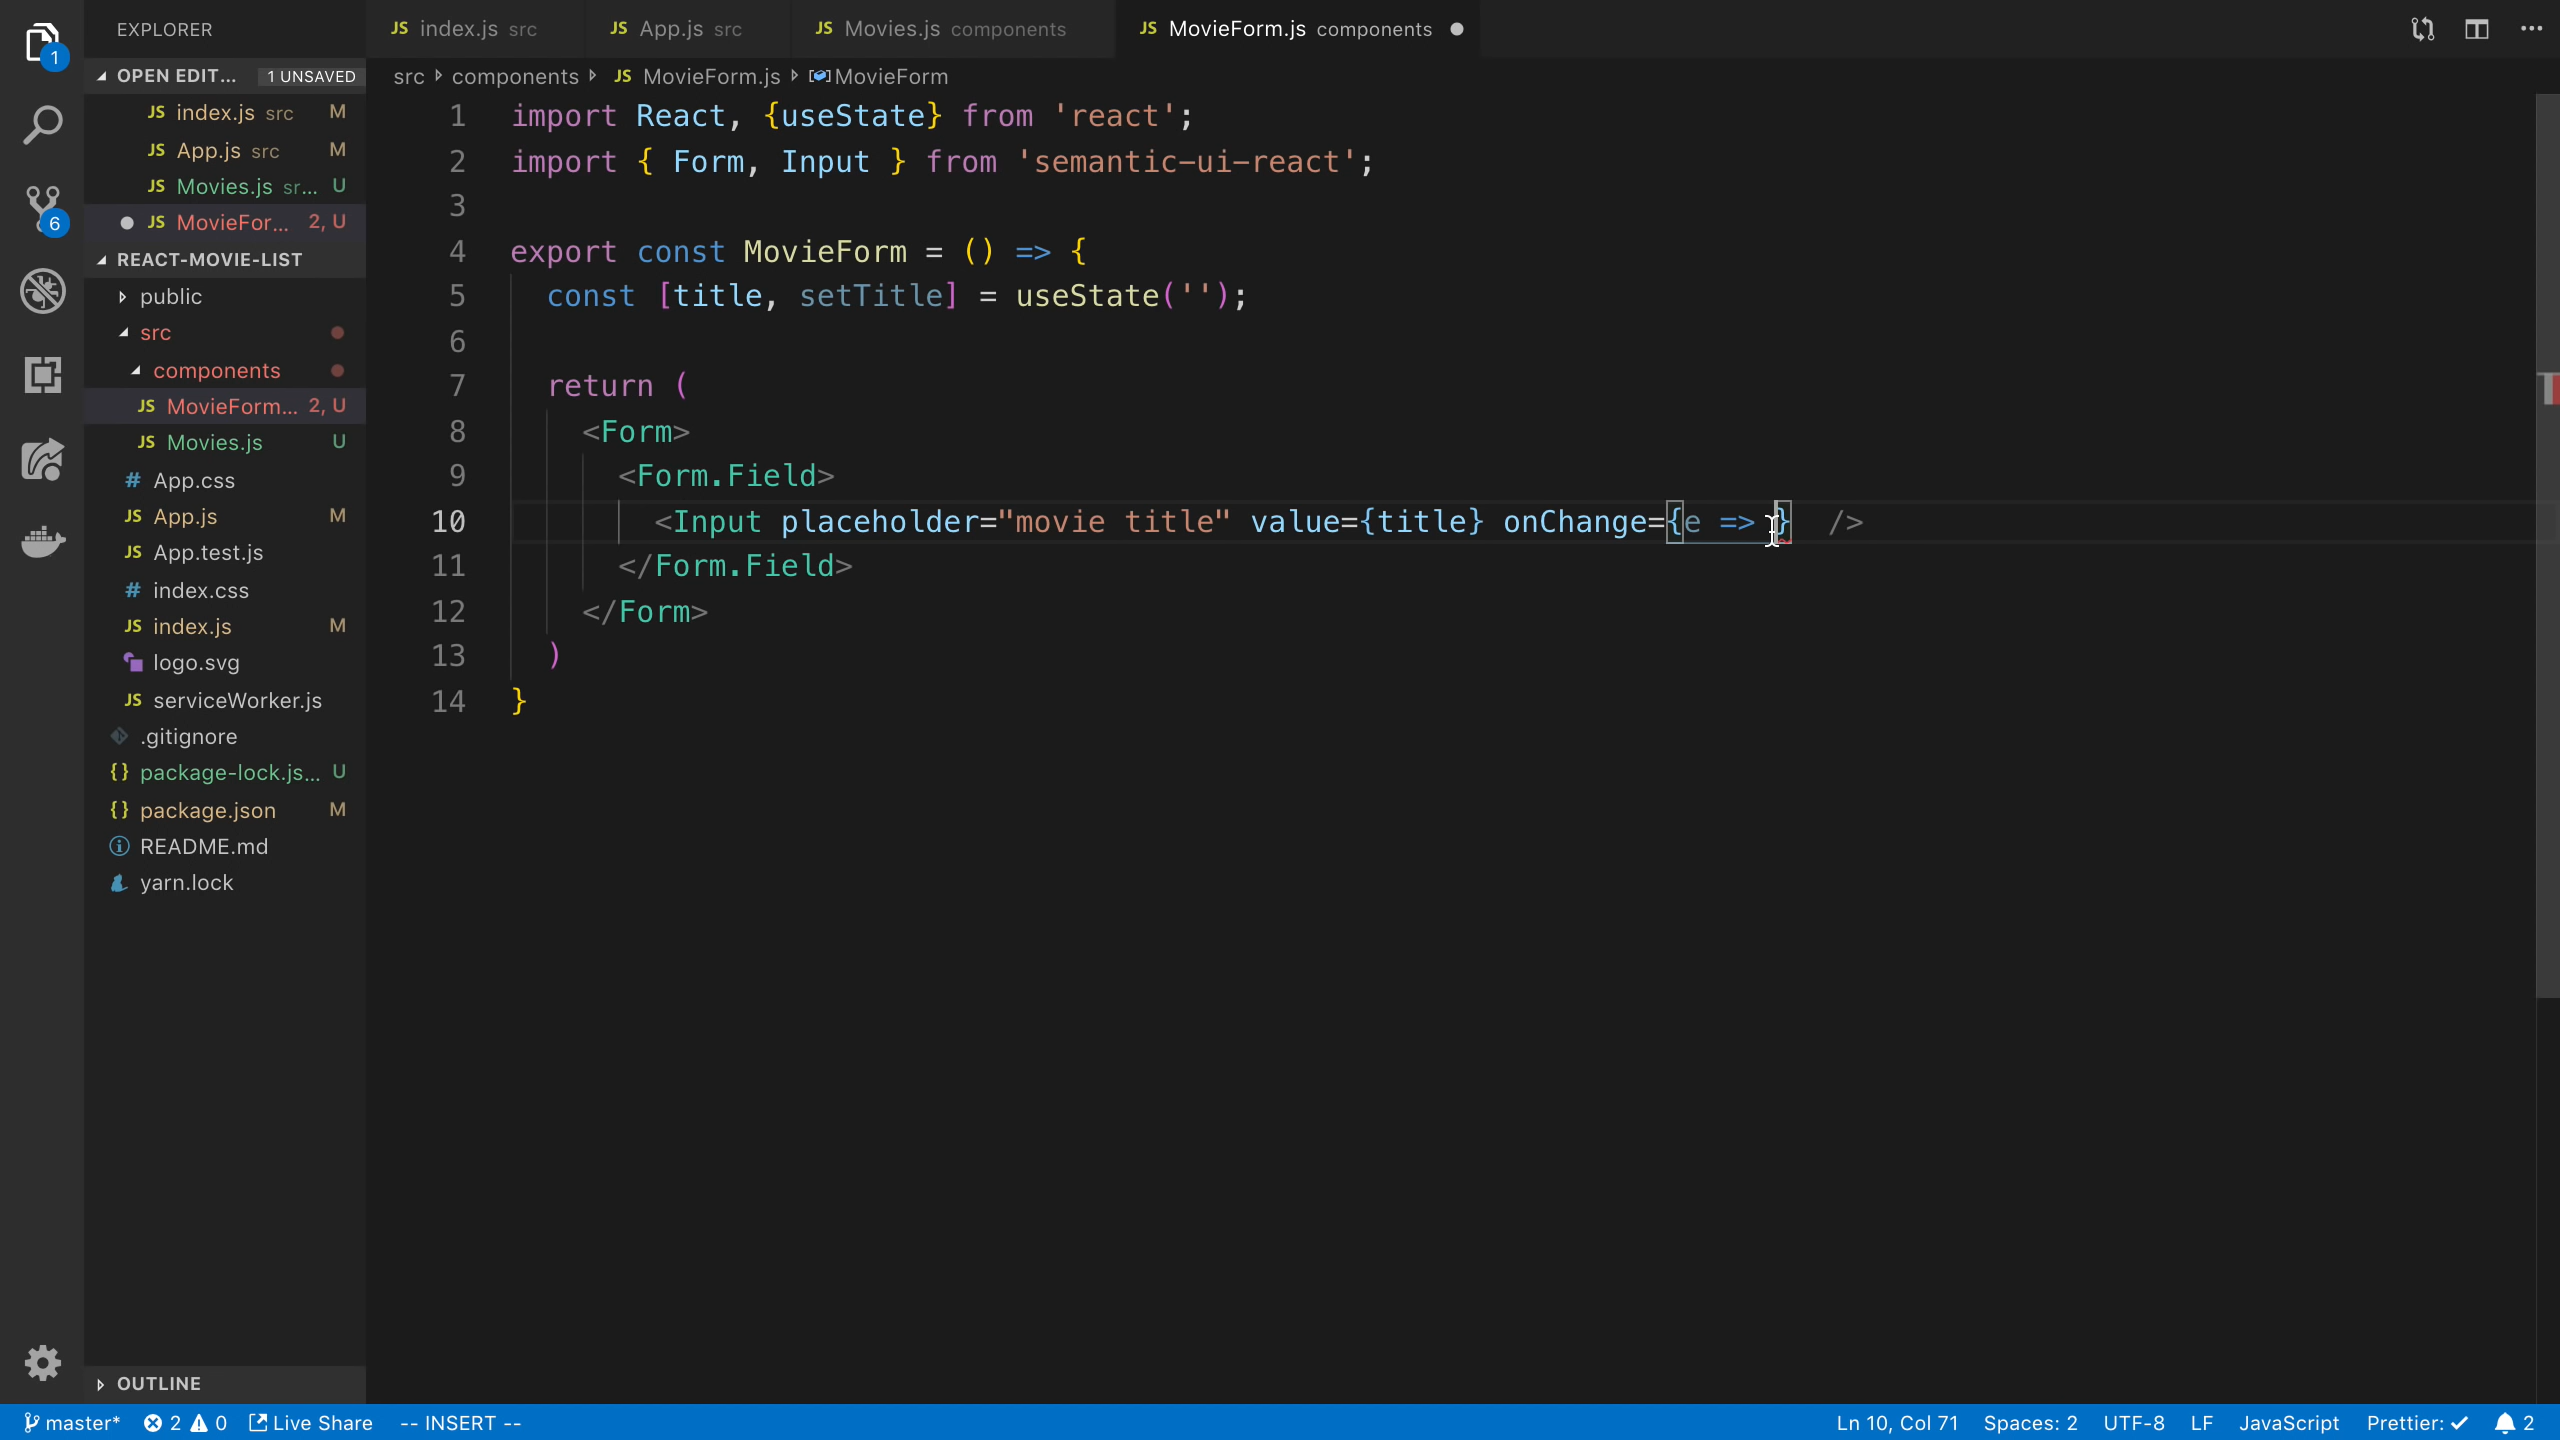 EXPLORER
JS index.js src
JS App.js src
JS Movies.js components
JS MovieForm.js components
1
OPEN EDIT... 1 UNSAVED
JS index.js src M
JS App.js src M
JS Movies.js sr... U
JS MovieFor... 2, U
6
REACT-MOVIE-LIST
public
src
components
JS MovieForm... 2, U
JS Movies.js U
# App.css
JS App.js M
JS App.test.js
# index.css
JS index.js M
logo.svg
JS serviceWorker.js
.gitignore
{} package-lock.js... U
{} package.json M
README.md
yarn.lock
OUTLINE
src components JS MovieForm.js MovieForm
1 import React, {useState} from 'react';
2 import { Form, Input } from 'semantic-ui-react';
3
4 export const MovieForm = () => {
5 const [title, setTitle] = useState('');
6
7 return (
8 <Form>
9 <Form.Field>
10 <Input placeholder="movie title" value={title} onChange={e => }  />
11 </Form.Field>
12 </Form>
13 )
14 }
master* 2 0 Live Share -- INSERT -- Ln 10, Col 71 Spaces: 2 UTF-8 LF JavaScript Prettier: ✓ 2